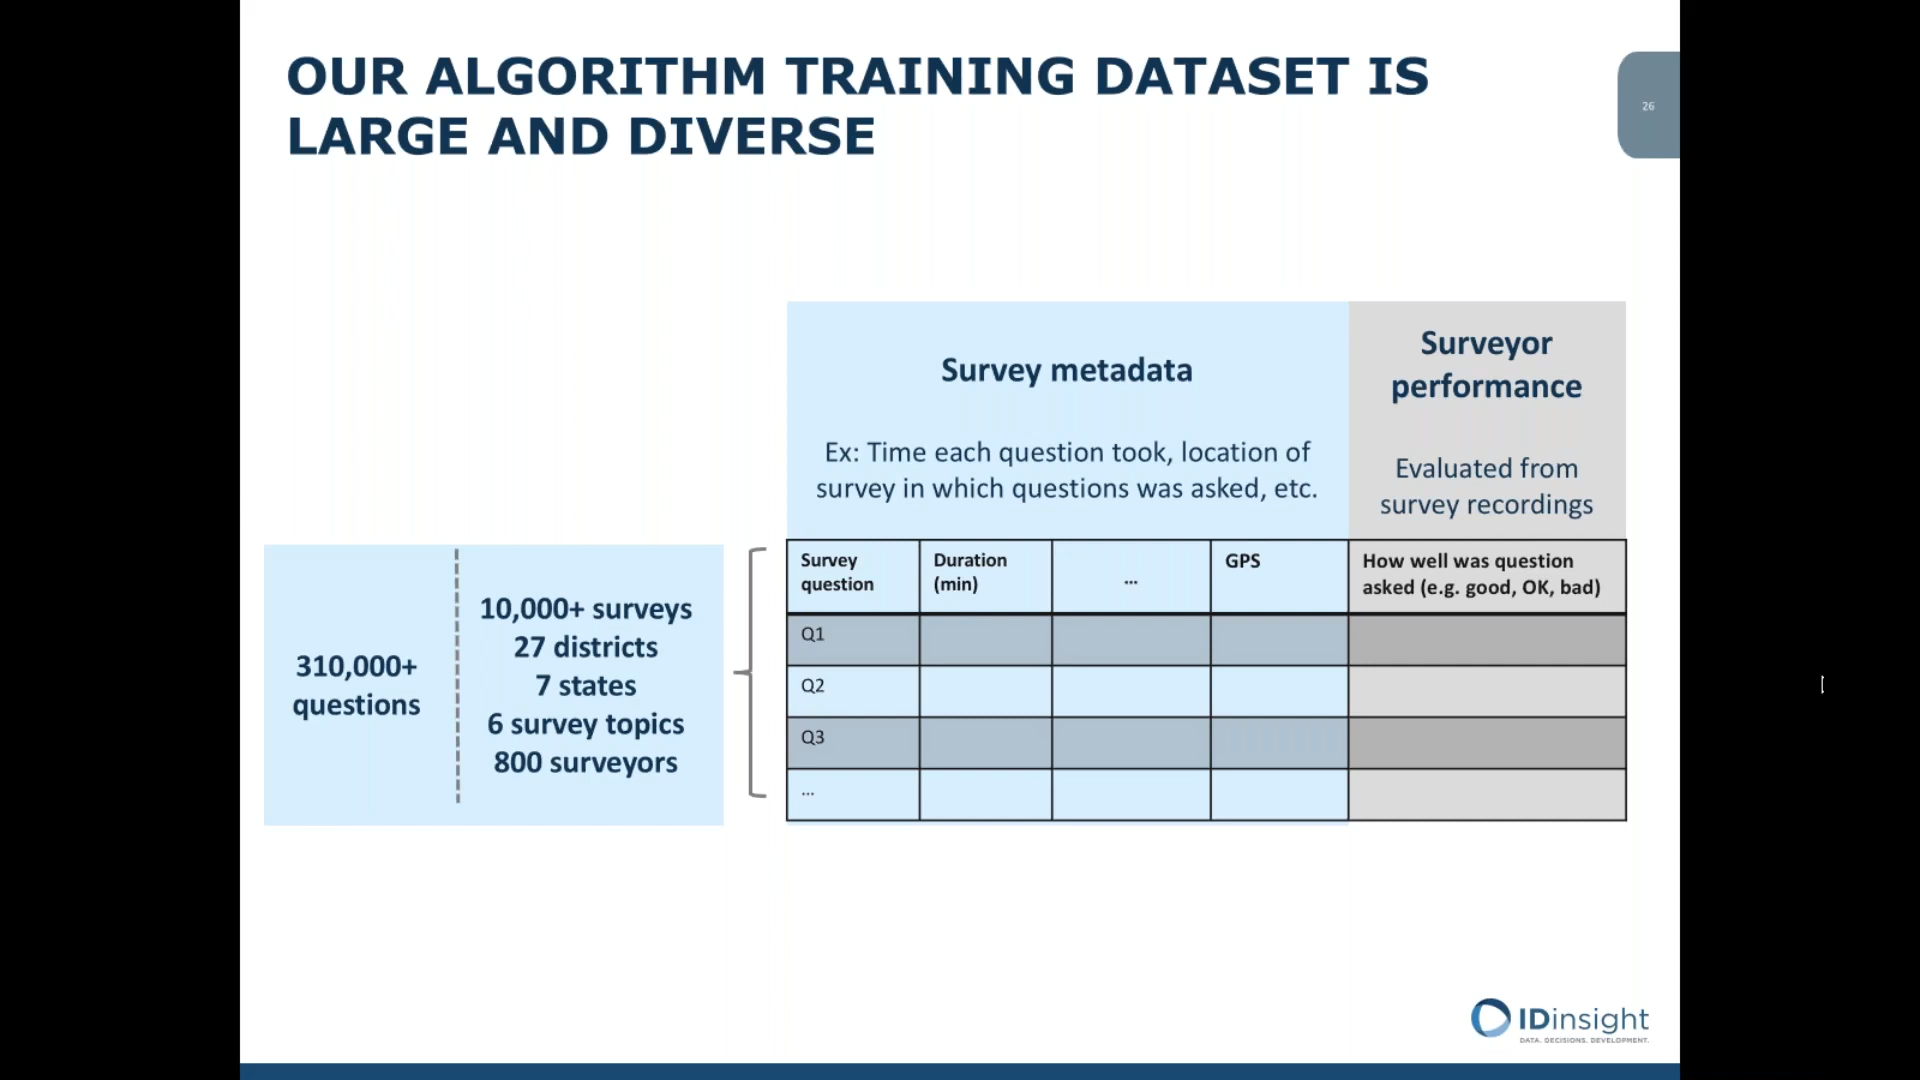 OUR ALGORITHM TRAINING DATASET IS
LARGE AND DIVERSE
26
Survey metadata
Ex: Time each question took, location of
survey in which questions was asked, etc.
Surveyor
performance
Evaluated from
survey recordings
310,000+
questions
10,000+ surveys
27 districts
7 states
6 survey topics
800 surveyors
Survey
question
Duration
(min)
...
GPS
How well was question
asked (e.g. good, OK, bad)
Q1
Q2
Q3
...
IDinsight
DATA. DECISIONS. DEVELOPMENT.